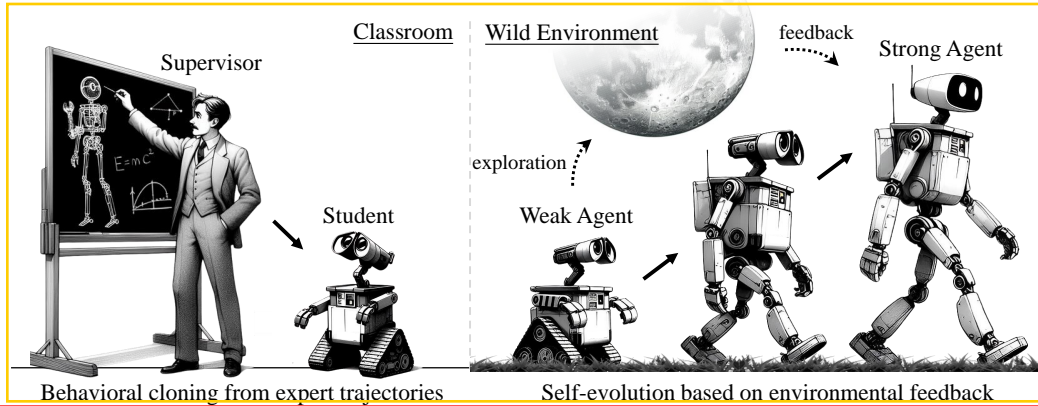 Classroom
Supervisor
E=mc²
Student
Behavioral cloning from expert trajectories
Wild Environment
feedback
Strong Agent
exploration
Weak Agent
Self-evolution based on environmental feedback